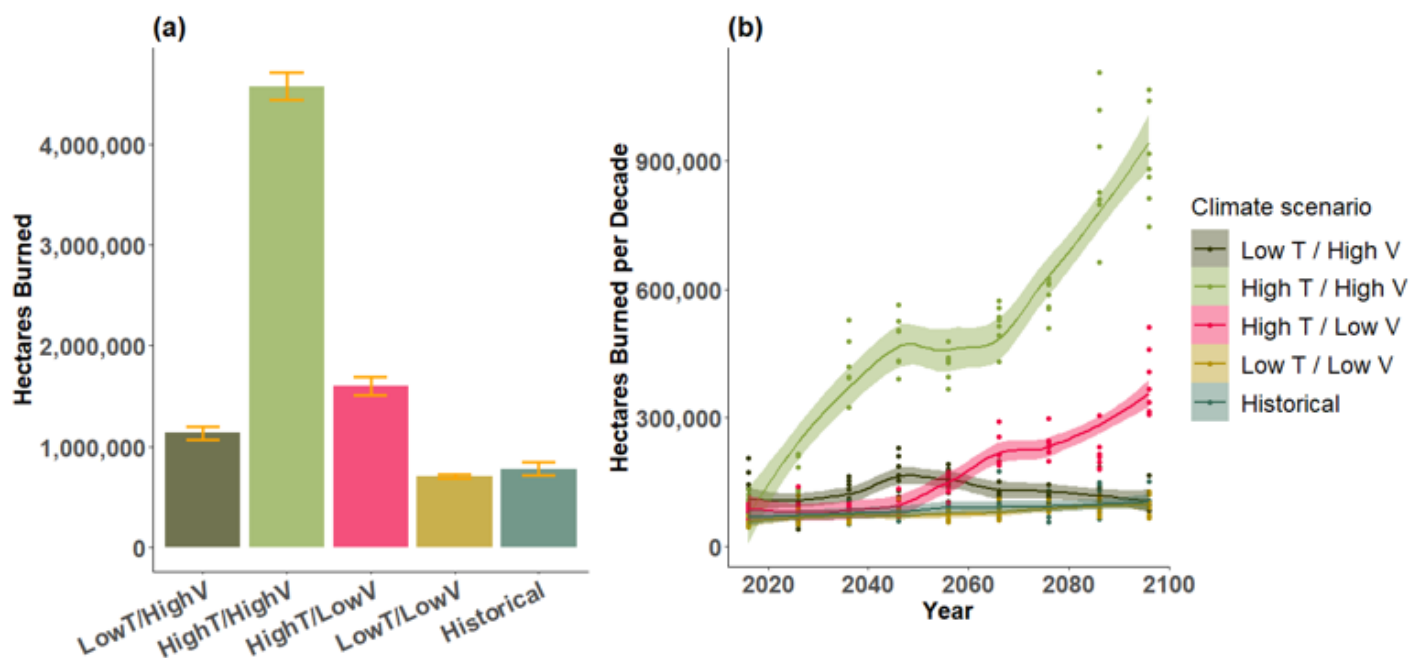 (a)
Hectares Burned
4,000,000
3,000,000
2,000,000
1,000,000
0
LowT/HighV
HighT/HighV
HighT/LowV
LowT/LowV
Historical
(b)
Hectares Burned per Decade
900,000
600,000
300,000
0
2020
2040
2060
2080
2100
Year
Climate scenario
Low T / High V
High T / High V
High T / Low V
Low T / Low V
Historical